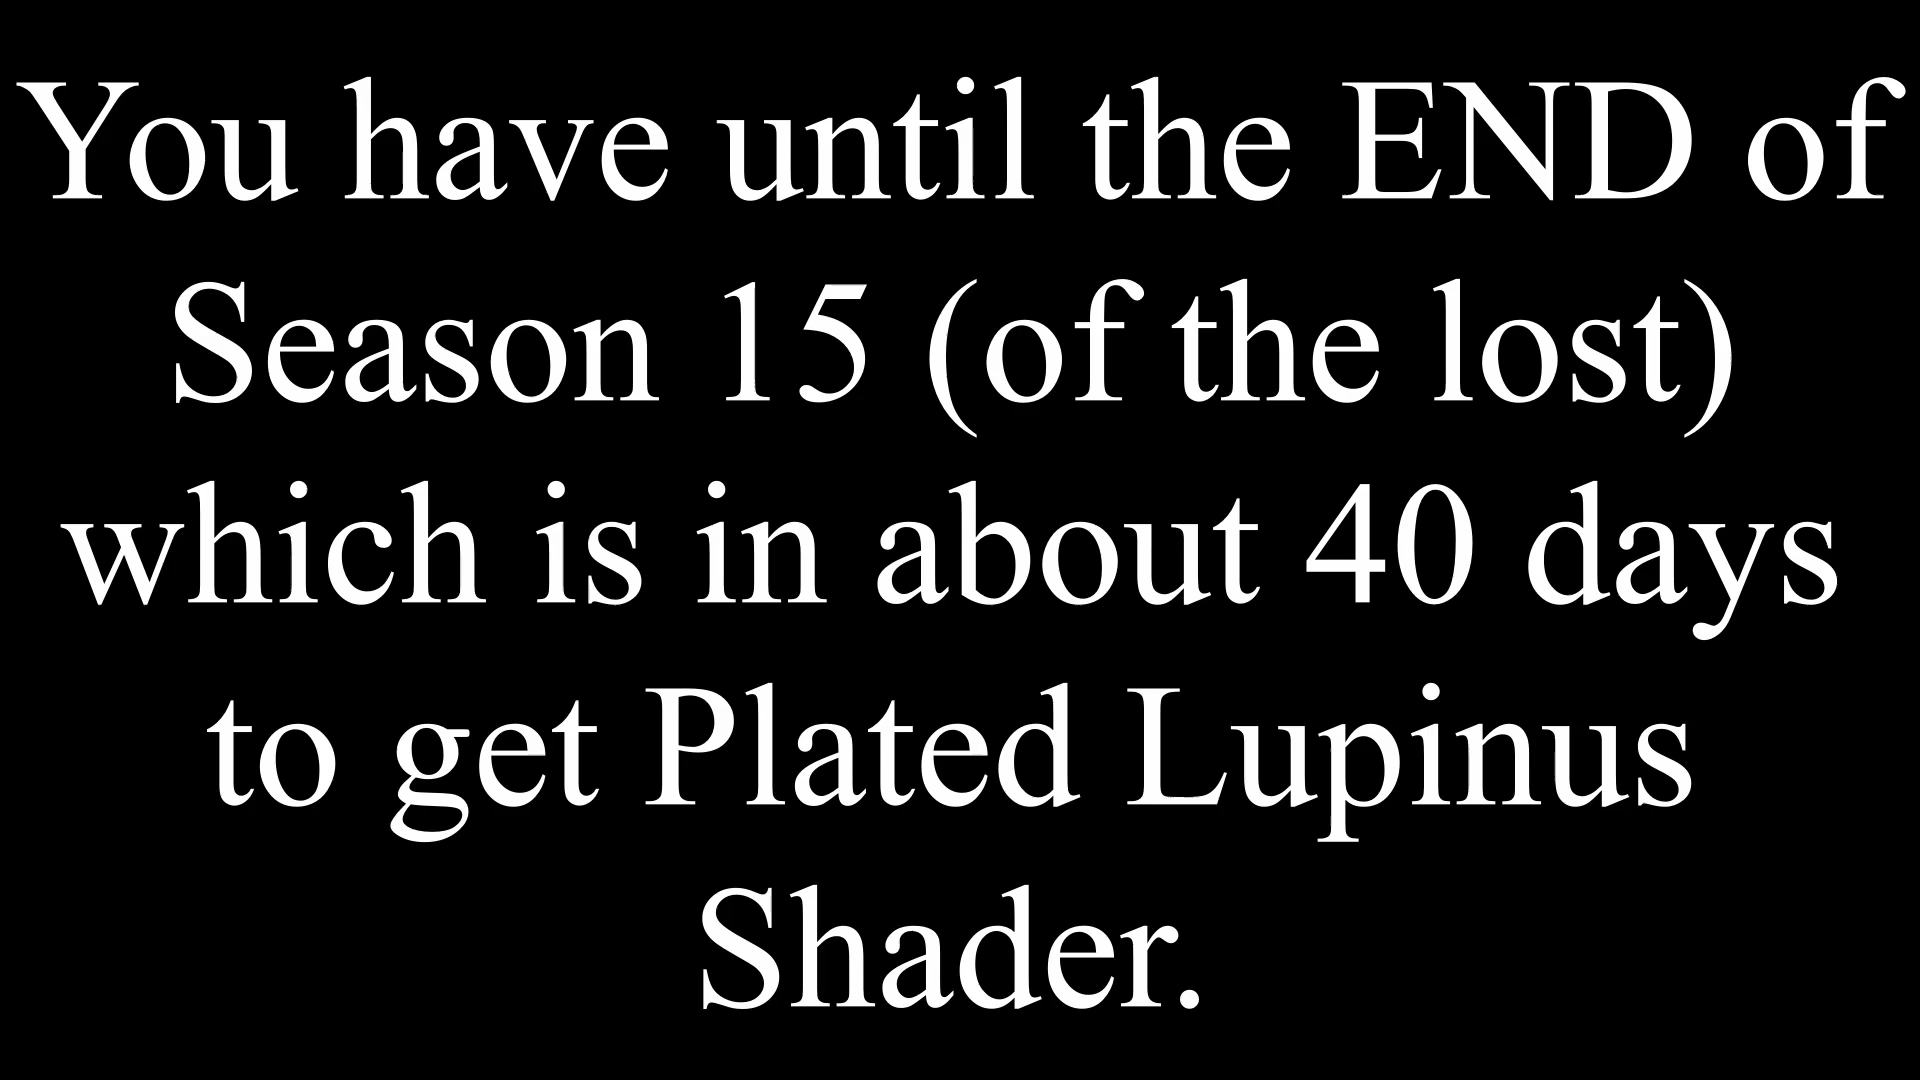 You have until the END of
Season 15 (of the lost)
which is in about 40 days
to get Plated Lupinus
Shader.